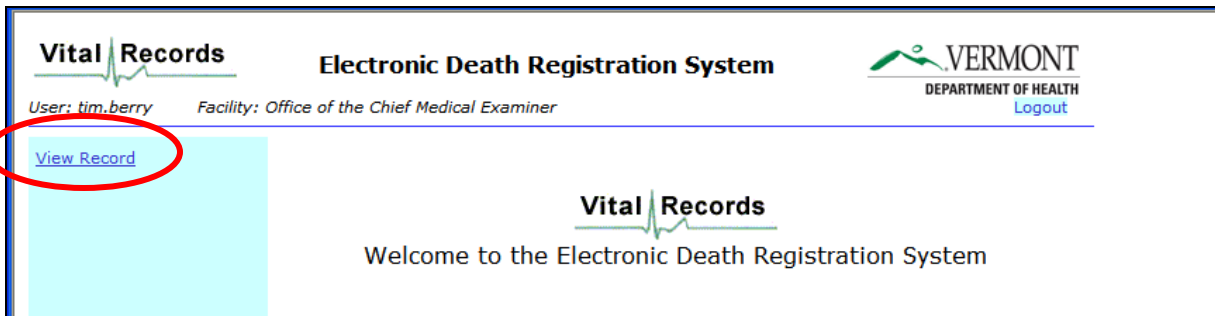 Vital Records
Electronic Death Registration System
VERMONT
DEPARTMENT OF HEALTH
User: tim.berry Facility: Office of the Chief Medical Examiner
Logout
View Record
Vital Records
Welcome to the Electronic Death Registration System